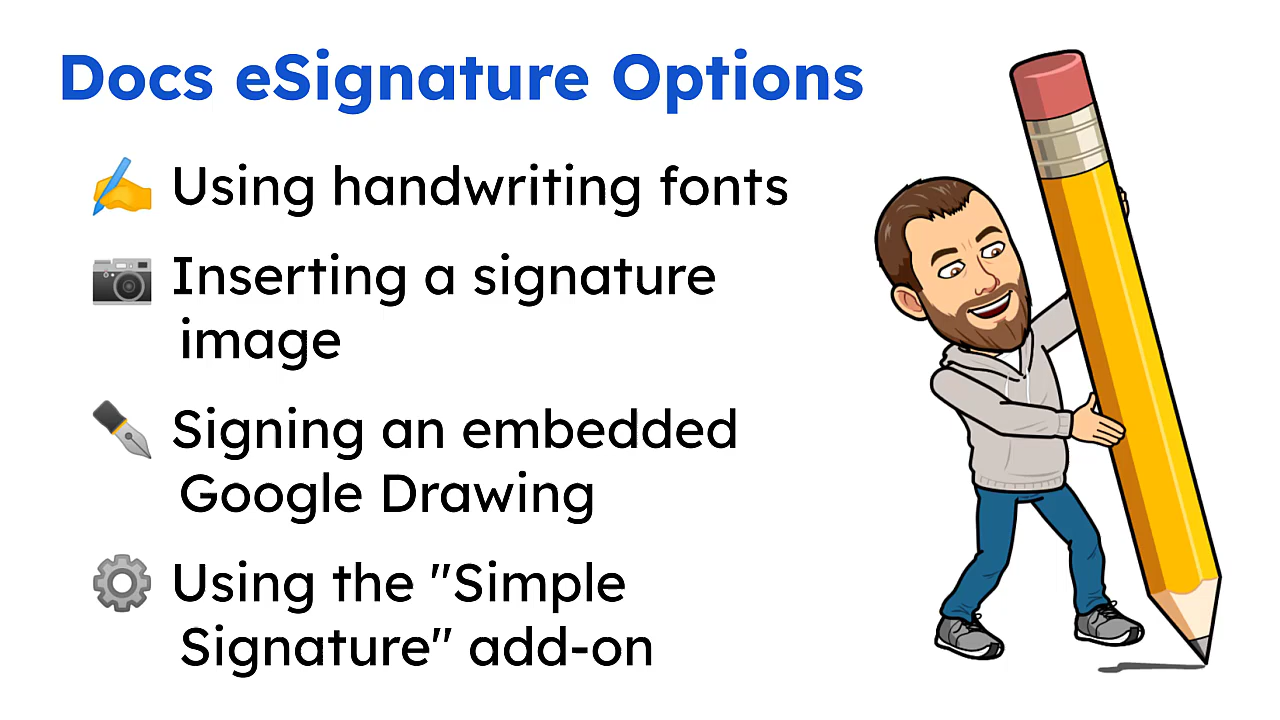 Docs eSignature Options
✍️ Using handwriting fonts
📷 Inserting a signature
image
✒️ Signing an embedded
Google Drawing
⚙️ Using the "Simple
Signature" add-on